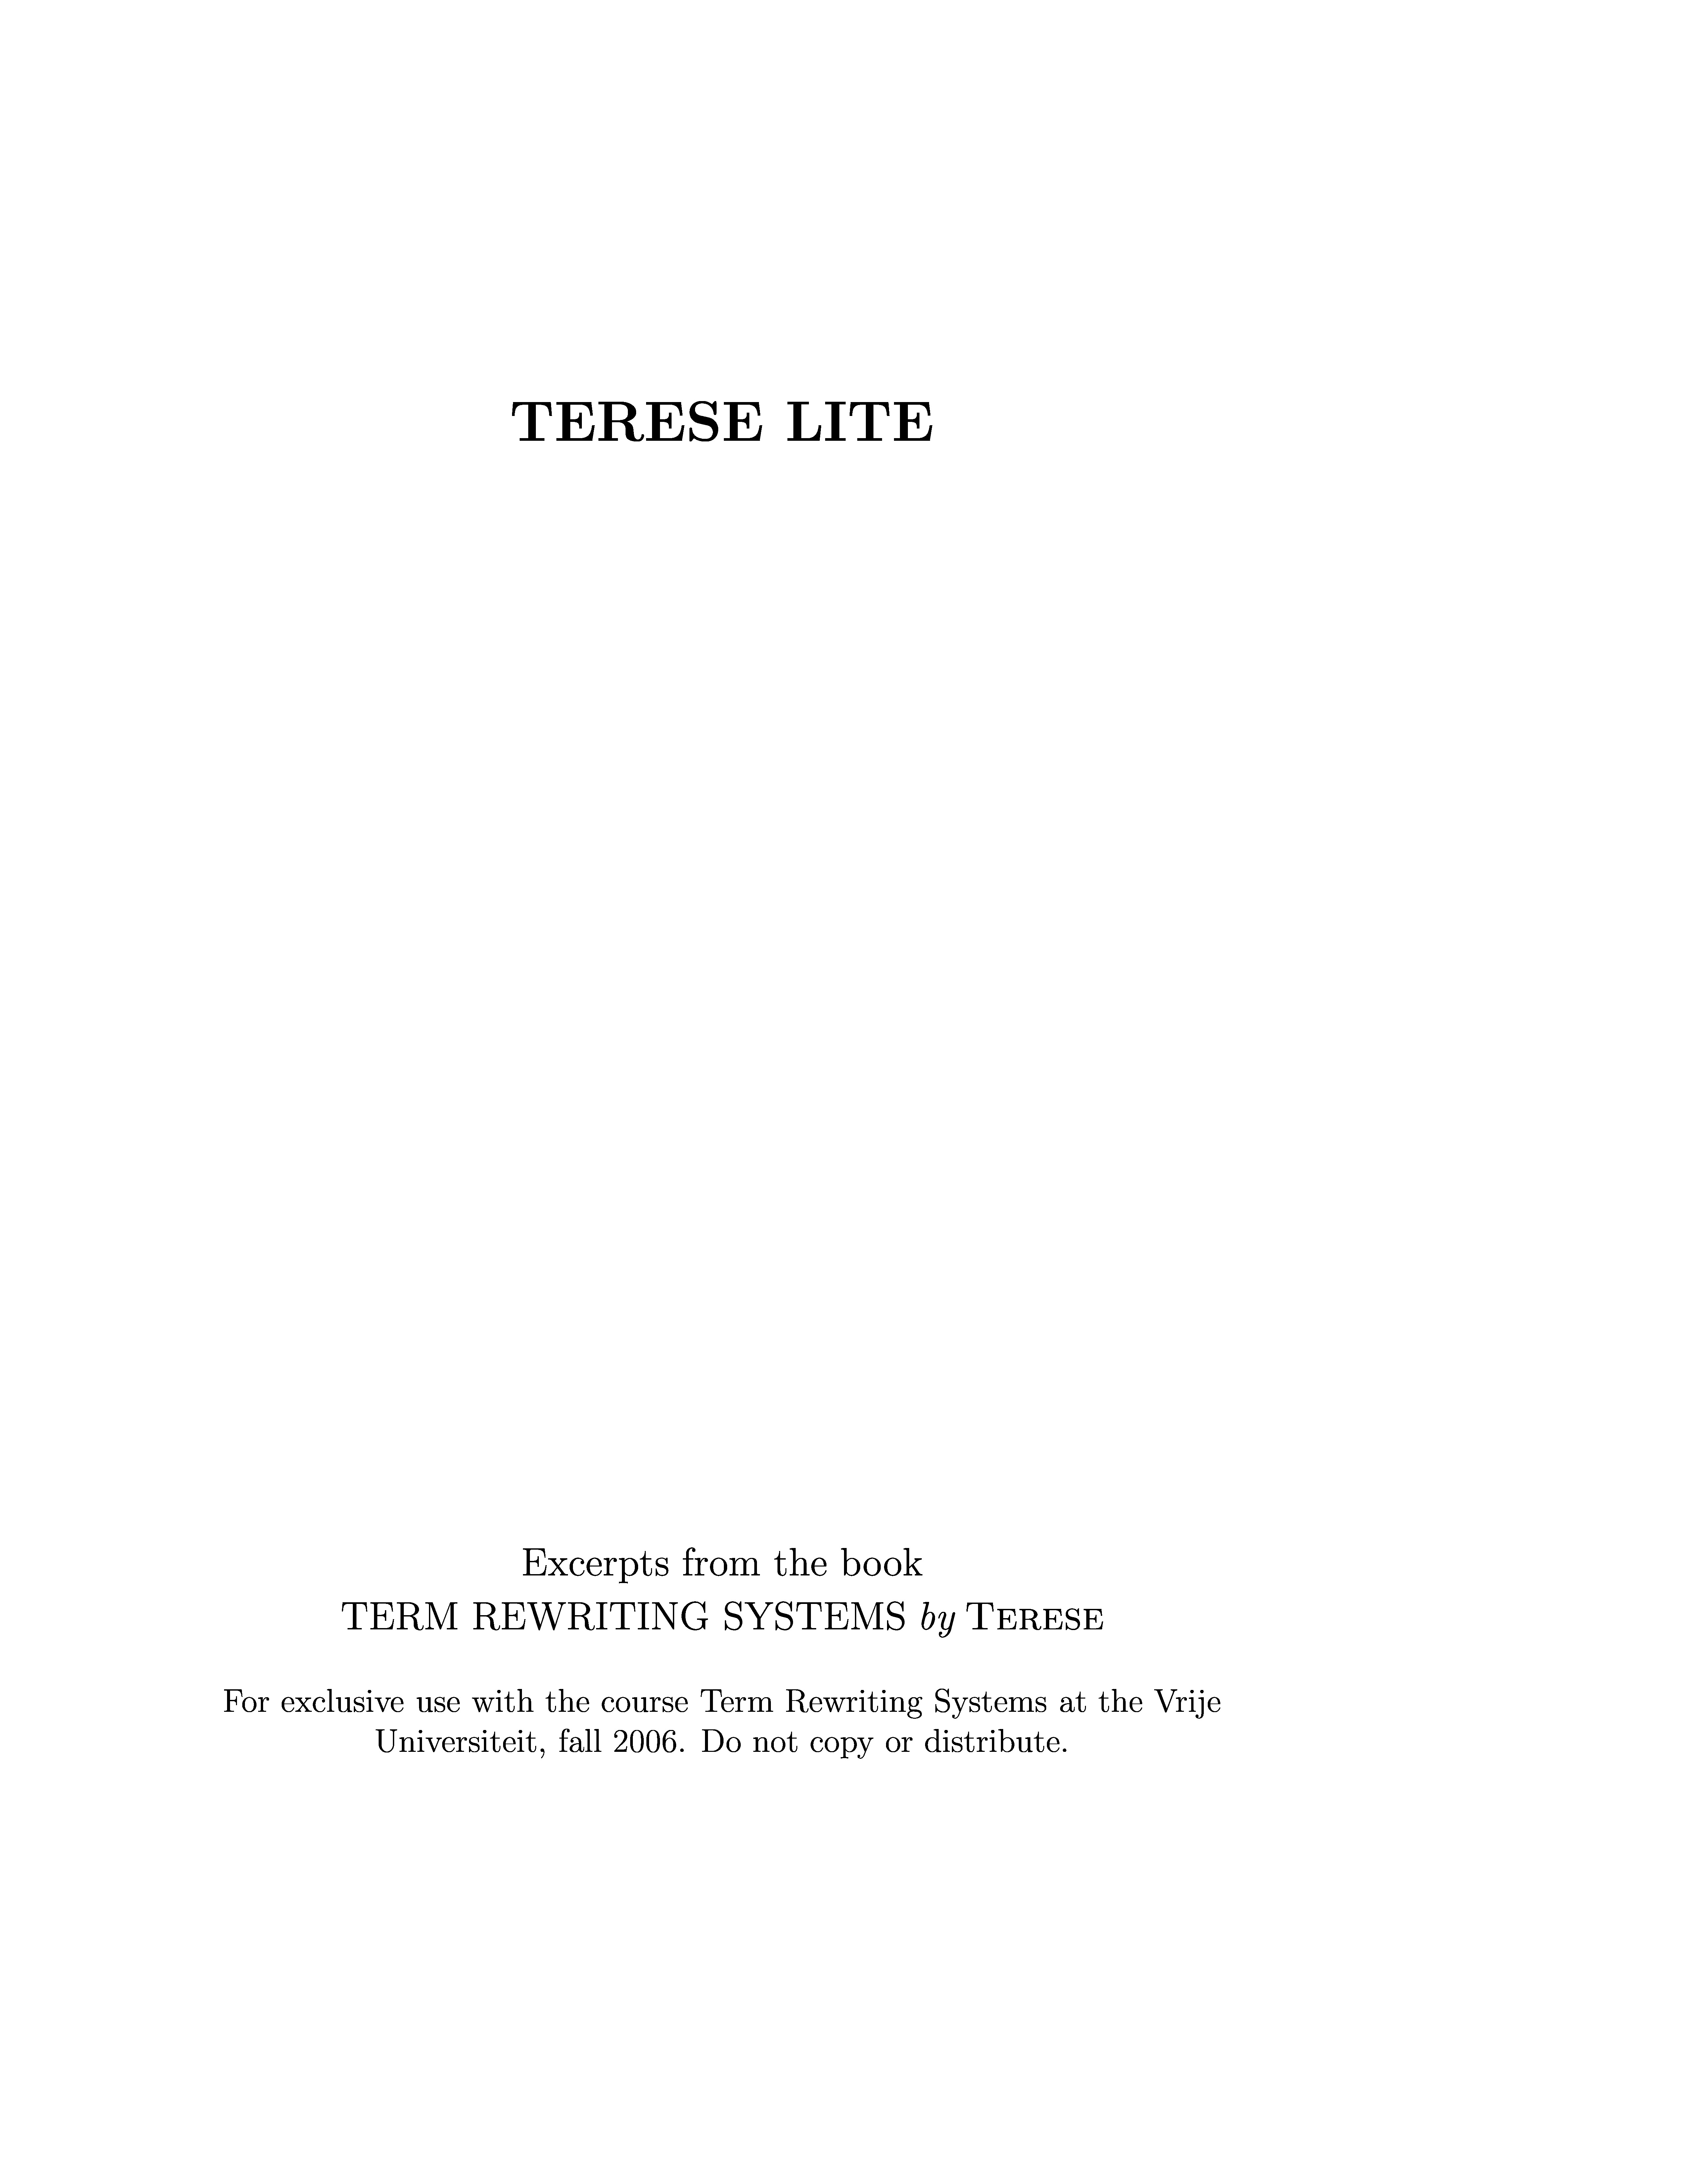 TERESE LITE
Excerpts from the book
TERM REWRITING SYSTEMS by TERESE
For exclusive use with the course Term Rewriting Systems at the Vrije
Universiteit, fall 2006. Do not copy or distribute.